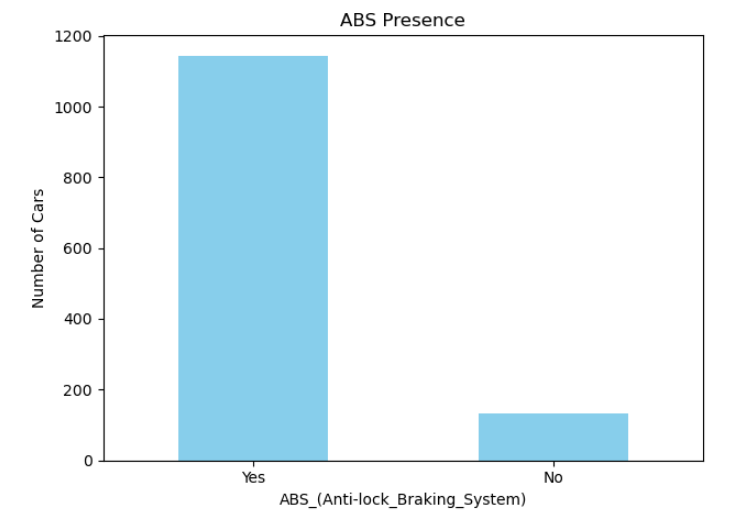 ABS Presence
1200
1000
800
600
400
200
0
Number of Cars
Yes No
ABS_(Anti-lock_Braking_System)